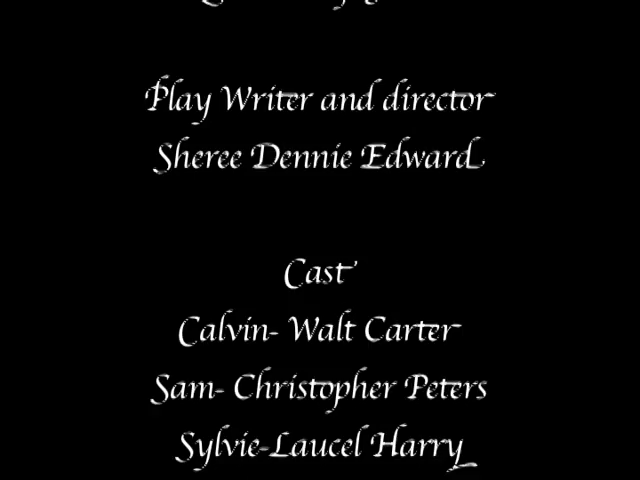 Play Writer and director
Sheree Dennie Edward
Cast
Calvin- Walt Carter
Sam- Christopher Peters
Sylvie-Laucel Harry